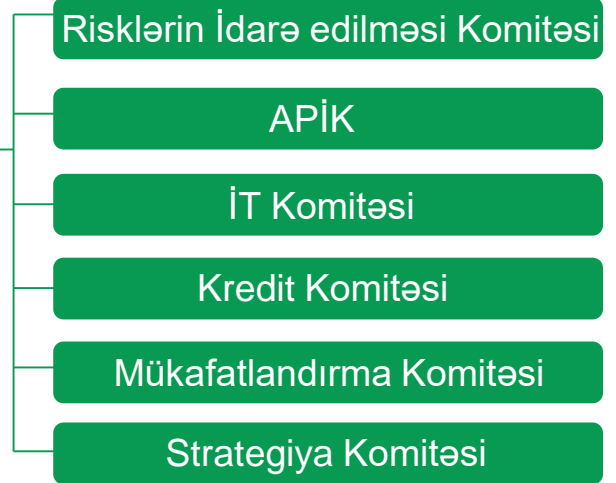 Risklərin İdarə edilməsi Komitəsi
APİK
İT Komitəsi
Kredit Komitəsi
Mükafatlandırma Komitəsi
Strategiya Komitəsi